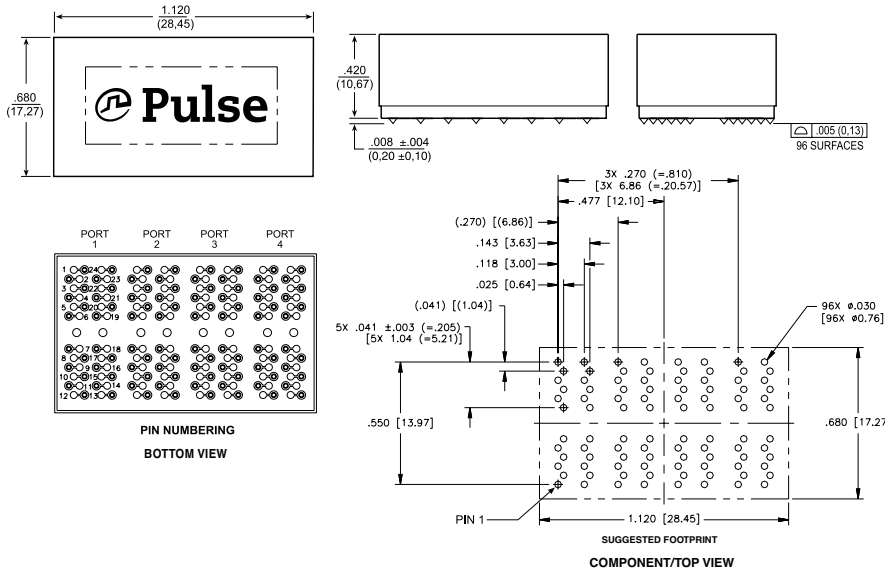 1.120
(28,45)
.680
(17,27)
Pulse
.420
(10,67)
.008 ±.004
(0,20 ±0,10)
⌓ .005 (0,13)
96 SURFACES
PORT 1
PORT 2
PORT 3
PORT 4
1 24
2 23
3 22
4 21
5 20
6 19
7 18
8 17
9 16
10 15
11 14
12 13
PIN NUMBERING
BOTTOM VIEW
3X .270 (=.810)
[3X 6.86 (=.20.57)]
.477 [12.10]
(.270) [(6.86)]
.143 [3.63]
.118 [3.00]
.025 [0.64]
(.041) [(1.04)]
5X .041 ±.003 (=.205)
[5X 1.04 (=5.21)]
96X ø.030
[96X ø0.76]
.550 [13.97]
.680 [17.27
PIN 1
1.120 [28.45]
SUGGESTED FOOTPRINT
COMPONENT/TOP VIEW